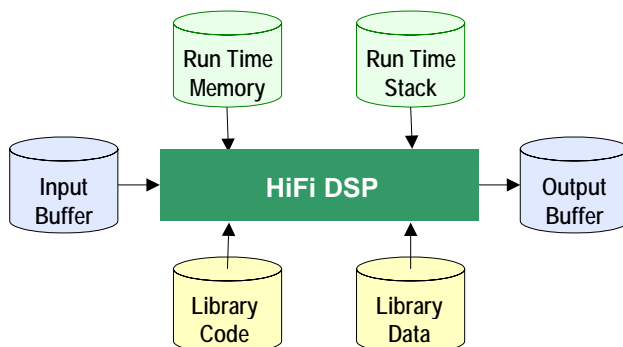 Run Time
Memory
Run Time
Stack
Input
Buffer
HiFi DSP
Output
Buffer
Library
Code
Library
Data